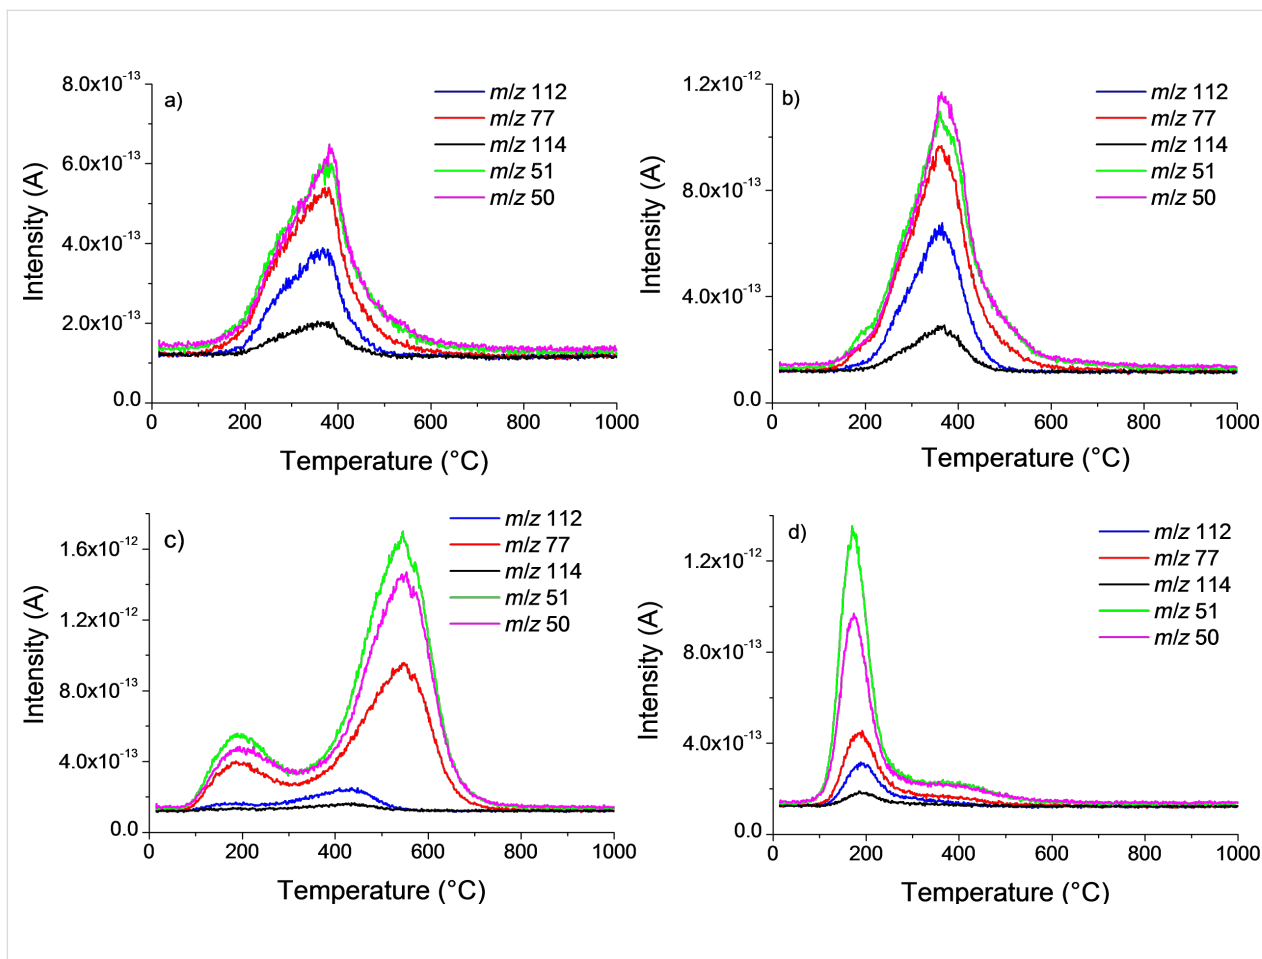 a)
8.0x10⁻¹³
6.0x10⁻¹³
4.0x10⁻¹³
2.0x10⁻¹³
0.0
Intensity (A)
m/z 112
m/z 77
m/z 114
m/z 51
m/z 50
0 200 400 600 800 1000
Temperature (°C)
b)
1.2x10⁻¹²
8.0x10⁻¹³
4.0x10⁻¹³
0.0
Intensity (A)
m/z 112
m/z 77
m/z 114
m/z 51
m/z 50
0 200 400 600 800 1000
Temperature (°C)
c)
1.6x10⁻¹²
1.2x10⁻¹²
8.0x10⁻¹³
4.0x10⁻¹³
0.0
Intensity (A)
m/z 112
m/z 77
m/z 114
m/z 51
m/z 50
0 200 400 600 800 1000
Temperature (°C)
d)
1.2x10⁻¹²
8.0x10⁻¹³
4.0x10⁻¹³
0.0
Intensity (A)
m/z 112
m/z 77
m/z 114
m/z 51
m/z 50
0 200 400 600 800 1000
Temperature (°C)